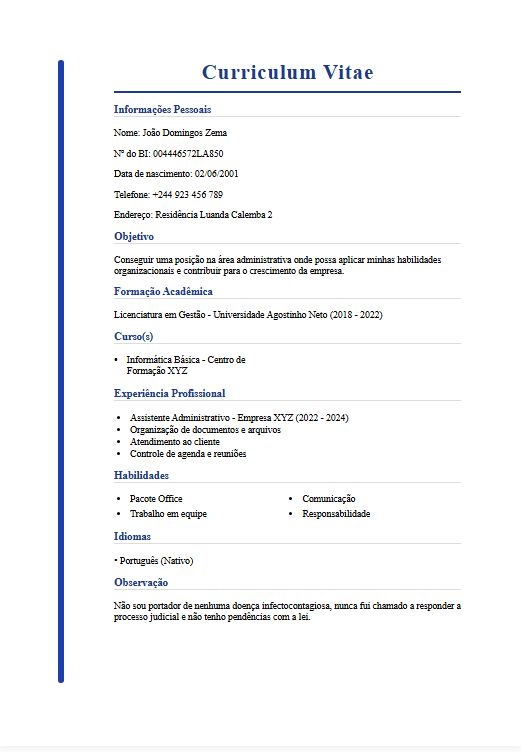 Curriculum Vitae
Informações Pessoais
Nome: João Domingos Zema
Nº do BI: 004446572LA850
Data de nascimento: 02/06/2001
Telefone: +244 923 456 789
Endereço: Residência Luanda Calemba 2
Objetivo
Conseguir uma posição na área administrativa onde possa aplicar minhas habilidades
organizacionais e contribuir para o crescimento da empresa.
Formação Acadêmica
Licenciatura em Gestão - Universidade Agostinho Neto (2018 - 2022)
Curso(s)
• Informática Básica - Centro de
Formação XYZ
Experiência Profissional
• Assistente Administrativo - Empresa XYZ (2022 - 2024)
• Organização de documentos e arquivos
• Atendimento ao cliente
• Controle de agenda e reuniões
Habilidades
• Pacote Office
• Trabalho em equipe
• Comunicação
• Responsabilidade
Idiomas
• Português (Nativo)
Observação
Não sou portador de nenhuma doença infectocontagiosa, nunca fui chamado a responder a
processo judicial e não tenho pendências com a lei.